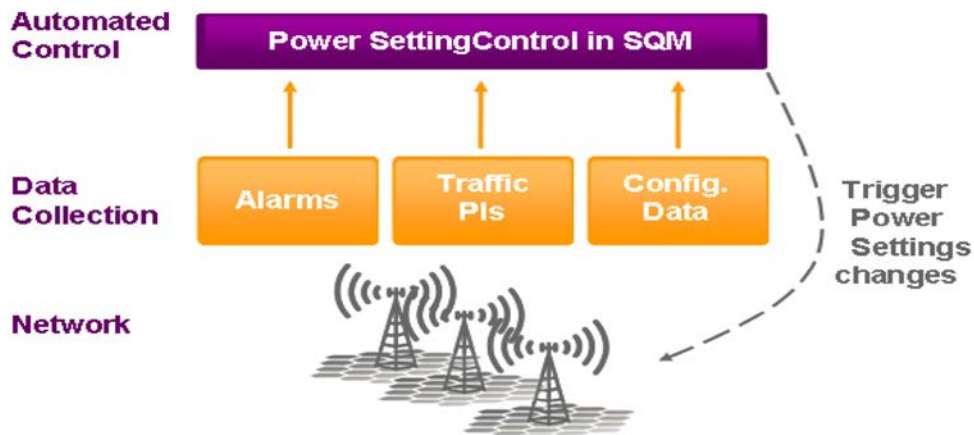 Automated
Control
Power SettingControl in SQM
Data
Collection
Alarms
Traffic
PIs
Config.
Data
Trigger
Power
Settings
changes
Network